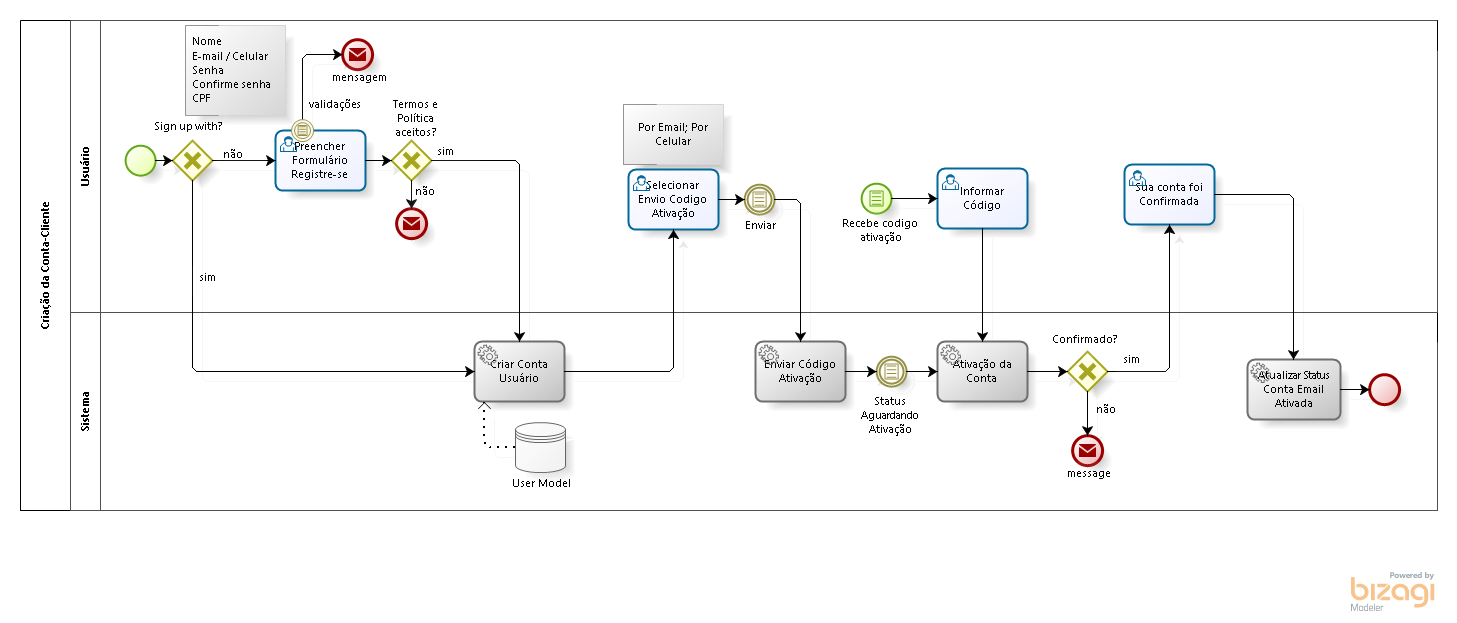 Criação da Conta-Cliente
Usuário
Nome
E-mail / Celular
Senha
Confirme senha
CPF
Sign up with?
não
sim
validações
mensagem
Preencher
Formulário
Registre-se
Termos e
Política
aceitos?
sim
não
Por Email; Por
Celular
Selecionar
Envio Codigo
Ativação
Enviar
Recebe codigo
ativação
Informar
Código
Sua conta foi
Confirmada
Sistema
Criar Conta
Usuário
User Model
Enviar Código
Ativação
Status
Aguardando
Ativação
Ativação da
Conta
Confirmado?
sim
não
message
Atualizar Status
Conta Email
Ativada
Powered by
bizagi
Modeler